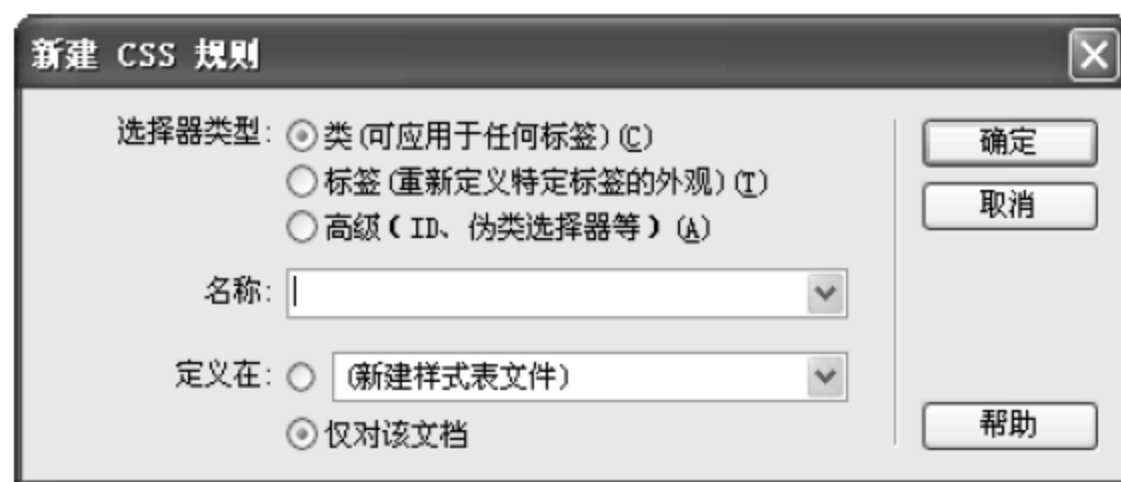 新建 CSS 规则
选择器类型: 类(可应用于任何标签)(C)
标签(重新定义特定标签的外观)(T)
高级(ID、伪类选择器等)(A)
名称:
定义在: (新建样式表文件)
仅对该文档
确定
取消
帮助